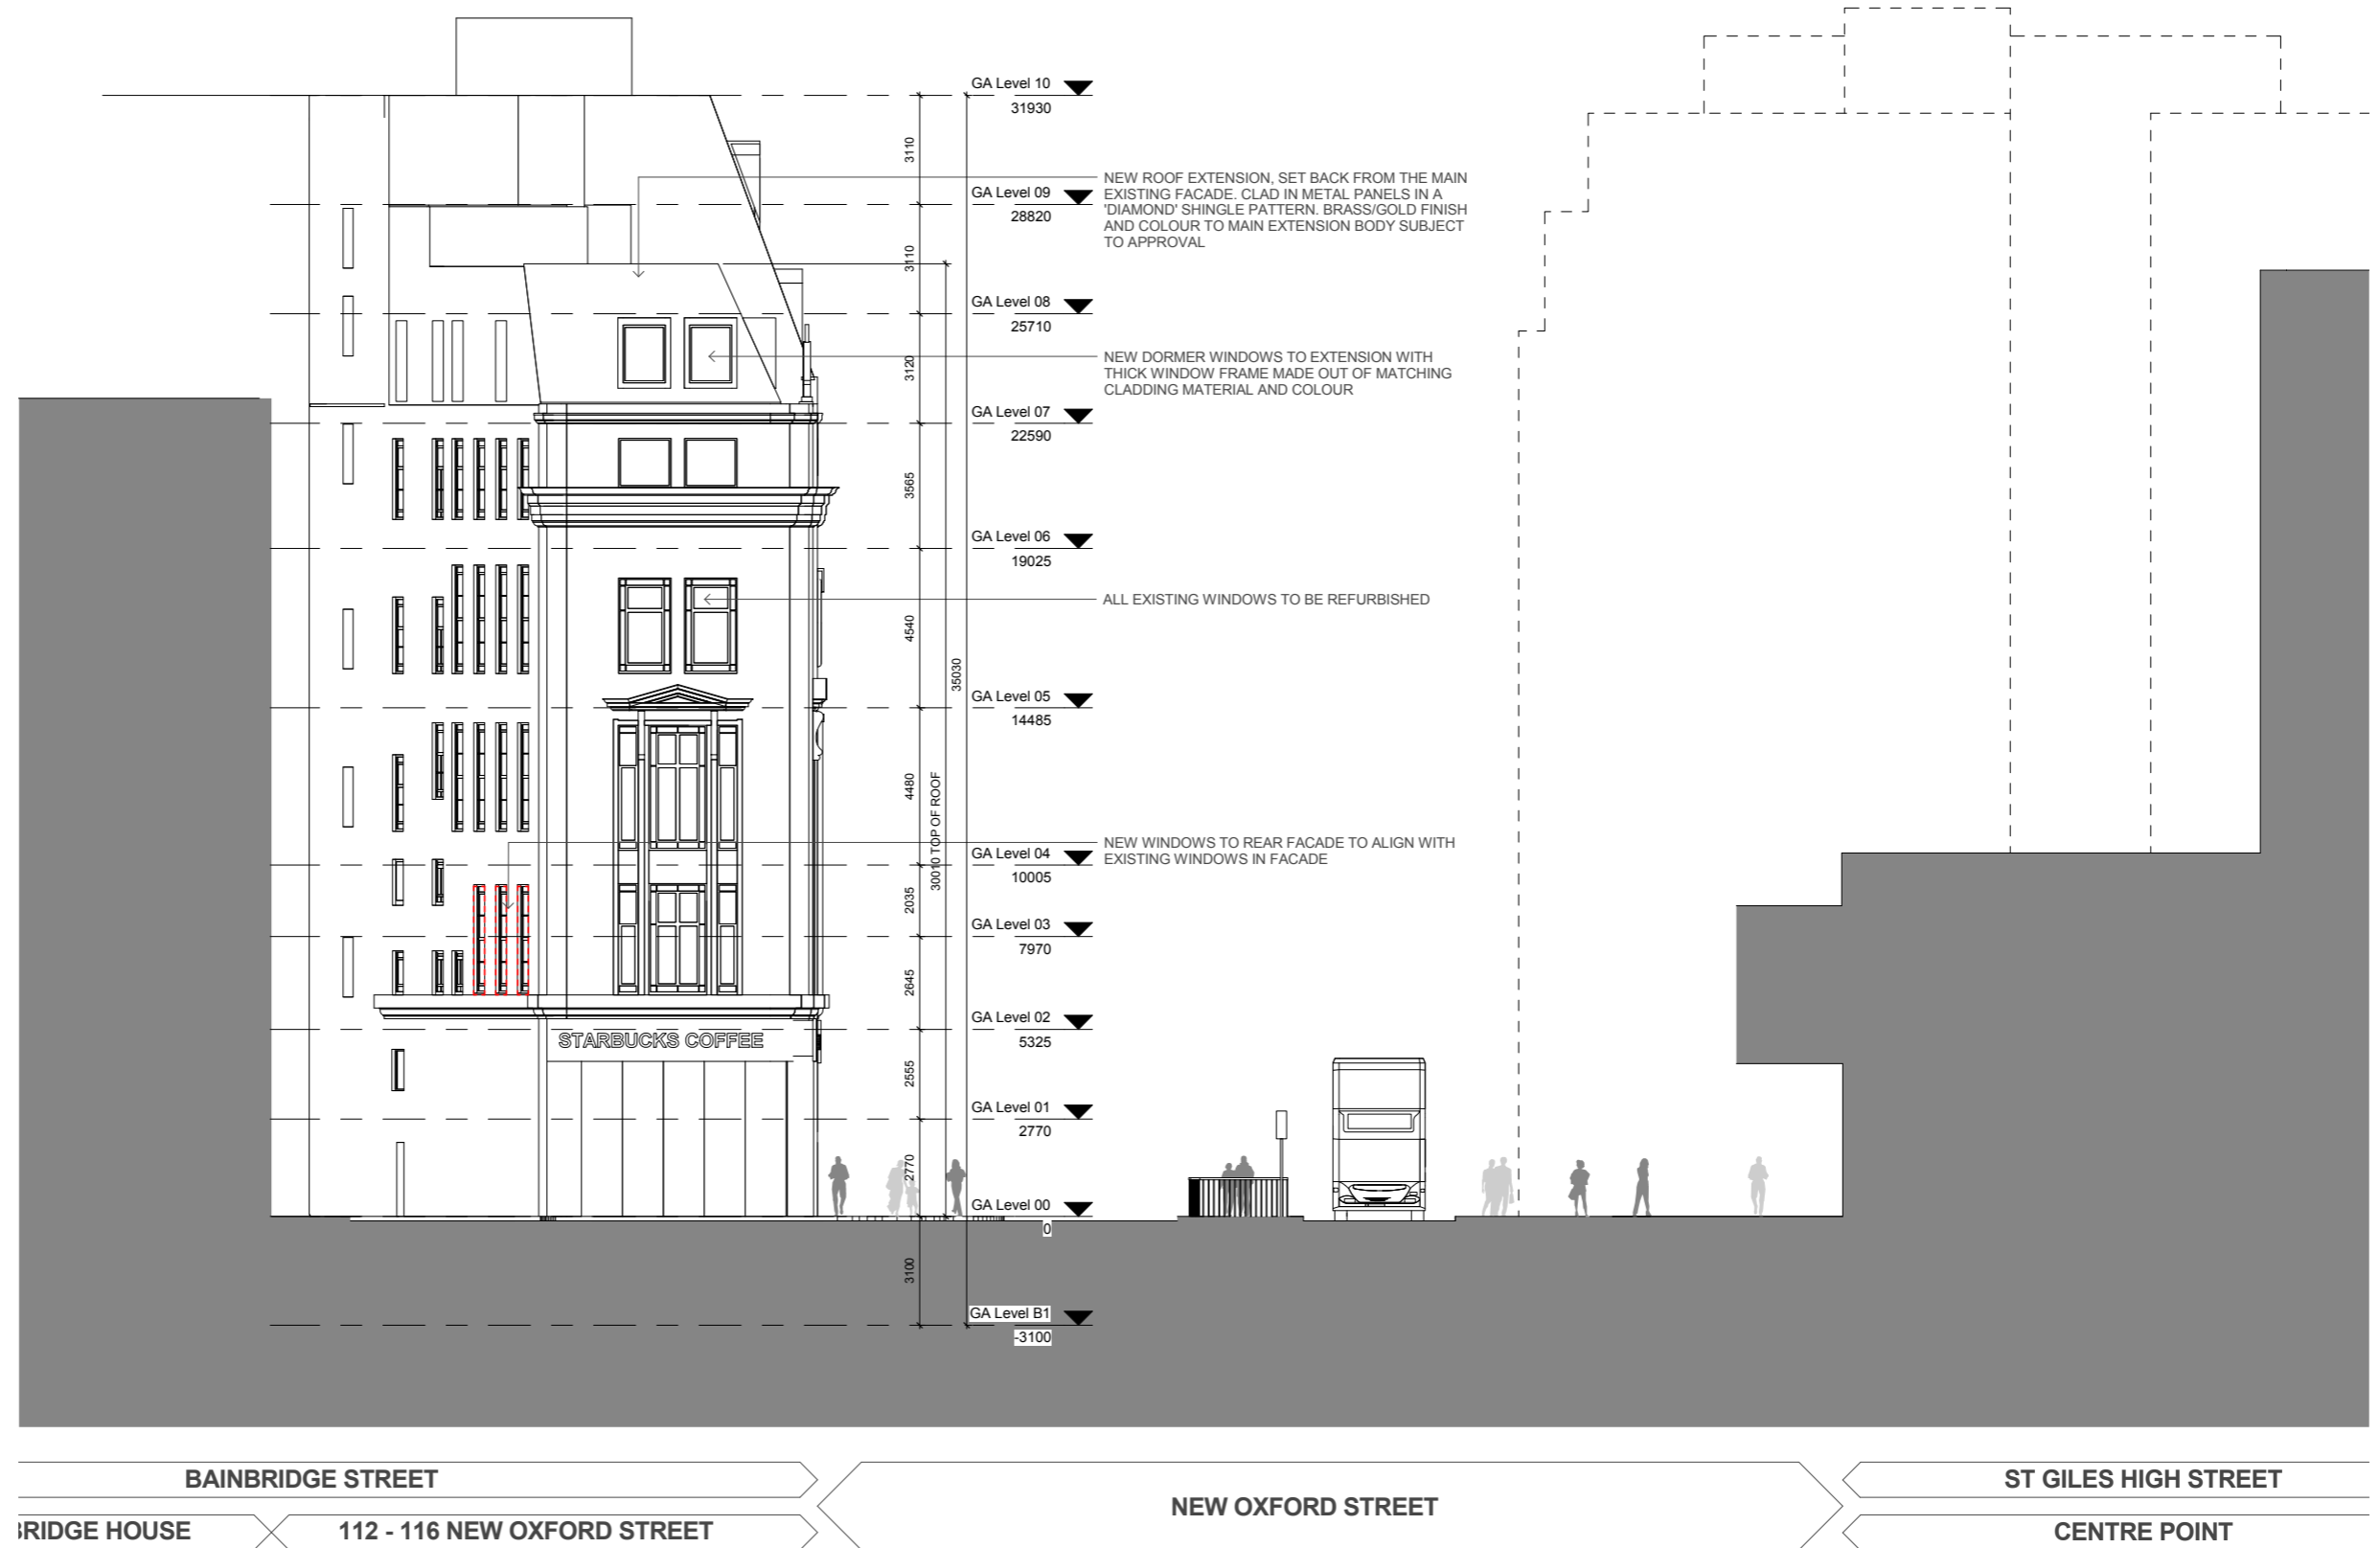 GA Level 10
31930
3110
NEW ROOF EXTENSION, SET BACK FROM THE MAIN
EXISTING FACADE. CLAD IN METAL PANELS IN A
'DIAMOND' SHINGLE PATTERN. BRASS/GOLD FINISH
AND COLOUR TO MAIN EXTENSION BODY SUBJECT
TO APPROVAL
GA Level 09
28820
3110
GA Level 08
25710
3120
NEW DORMER WINDOWS TO EXTENSION WITH
THICK WINDOW FRAME MADE OUT OF MATCHING
CLADDING MATERIAL AND COLOUR
GA Level 07
22590
3565
GA Level 06
19025
ALL EXISTING WINDOWS TO BE REFURBISHED
4540
35030
GA Level 05
14485
4480
30010 TOP OF ROOF
NEW WINDOWS TO REAR FACADE TO ALIGN WITH
EXISTING WINDOWS IN FACADE
GA Level 04
10005
2035
GA Level 03
7970
2645
GA Level 02
5325
STARBUCKS COFFEE
2555
GA Level 01
2770
2770
GA Level 00
0
3100
GA Level B1
-3100
BAINBRIDGE STREET
NEW OXFORD STREET
ST GILES HIGH STREET
RIDGE HOUSE
112 - 116 NEW OXFORD STREET
CENTRE POINT